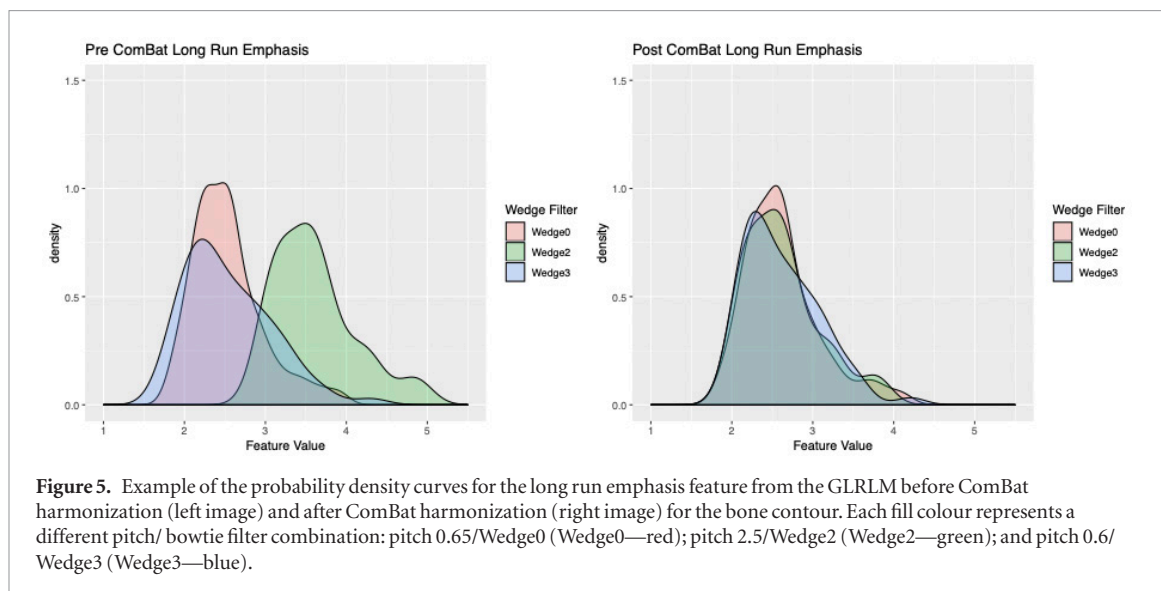 Pre ComBat Long Run Emphasis
1.5
1.0
0.5
0.0
density
1
2
3
4
5
Feature Value
Wedge Filter
Wedge0
Wedge2
Wedge3
Post ComBat Long Run Emphasis
1.5
1.0
0.5
0.0
density
1
2
3
4
5
Feature Value
Wedge Filter
Wedge0
Wedge2
Wedge3
Figure 5. Example of the probability density curves for the long run emphasis feature from the GLRLM before ComBat
harmonization (left image) and after ComBat harmonization (right image) for the bone contour. Each fill colour represents a
different pitch/ bowtie filter combination: pitch 0.65/Wedge0 (Wedge0—red); pitch 2.5/Wedge2 (Wedge2—green); and pitch 0.6/
Wedge3 (Wedge3—blue).